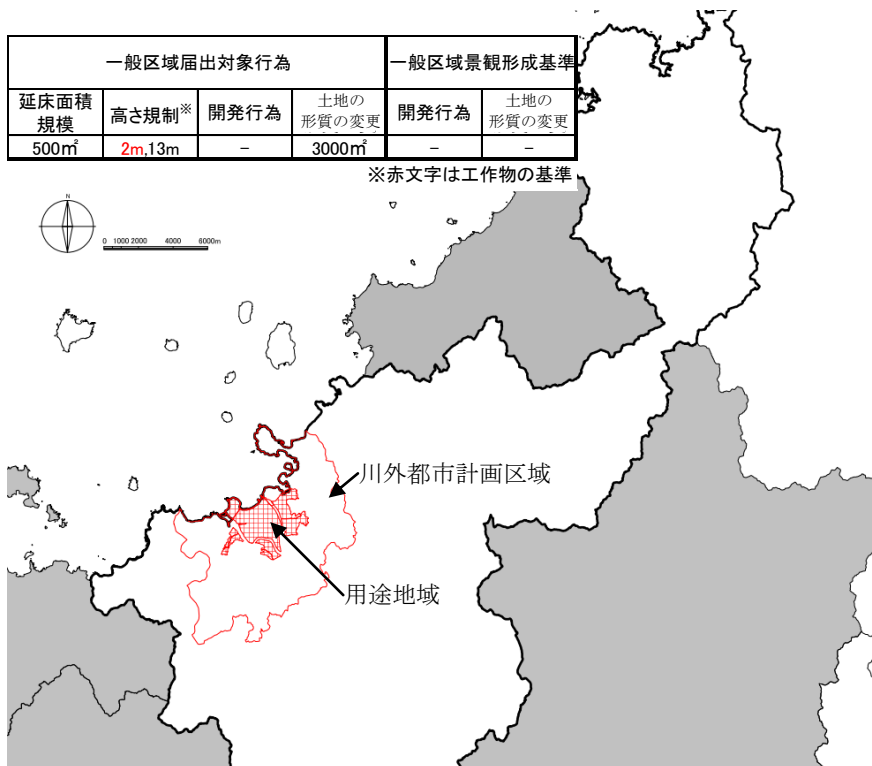 一般区域届出対象行為
一般区域景観形成基準
延床面積
規模
高さ規制※
開発行為
土地の
形質の変更
開発行為
土地の
形質の変更
500㎡
2m,13m
－
3000㎡
－
－
※赤文字は工作物の基準
N
0 1000 2000 4000 6000m
川外都市計画区域
用途地域